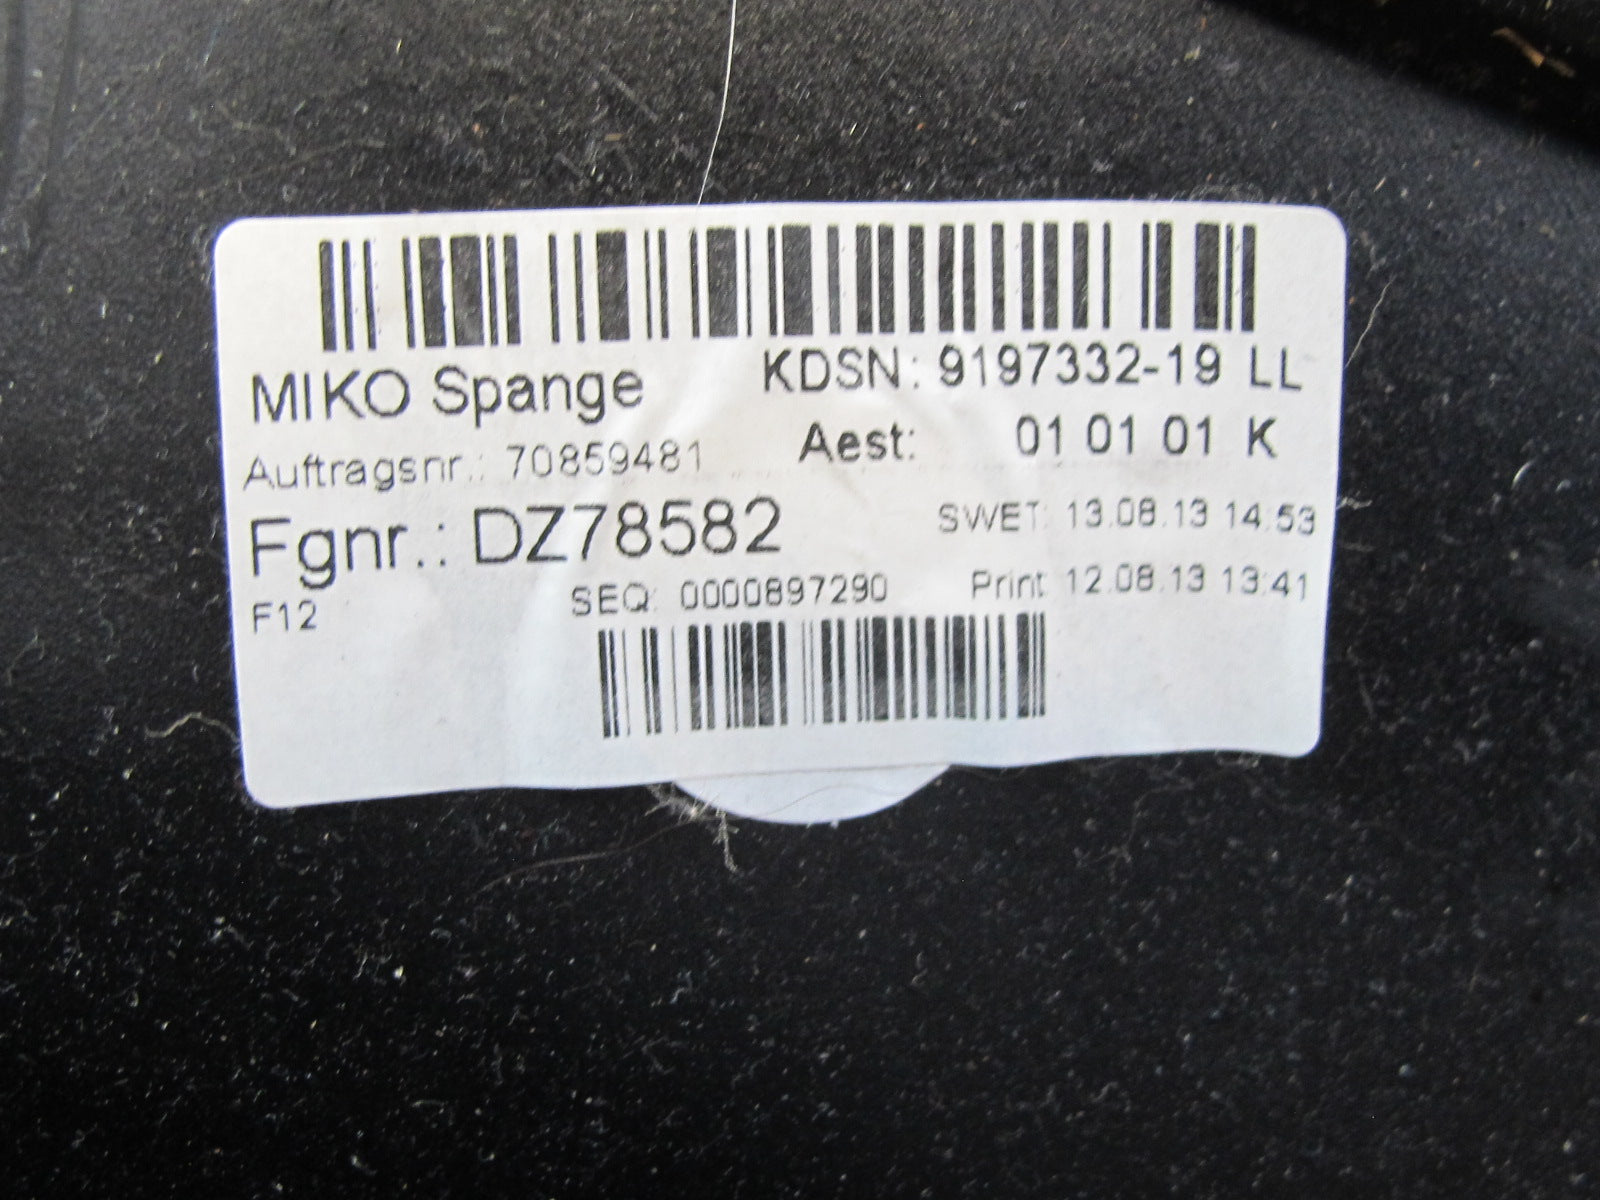 MIKO Spange KDSN: 9197332-19 LL
Auftragsnr.: 70859481 Aest: 01 01 01 K
Fgnr.: DZ78582 SWET: 13.08.13 14:53
F12 SEQ: 0000897290 Print: 12.08.13 13:41